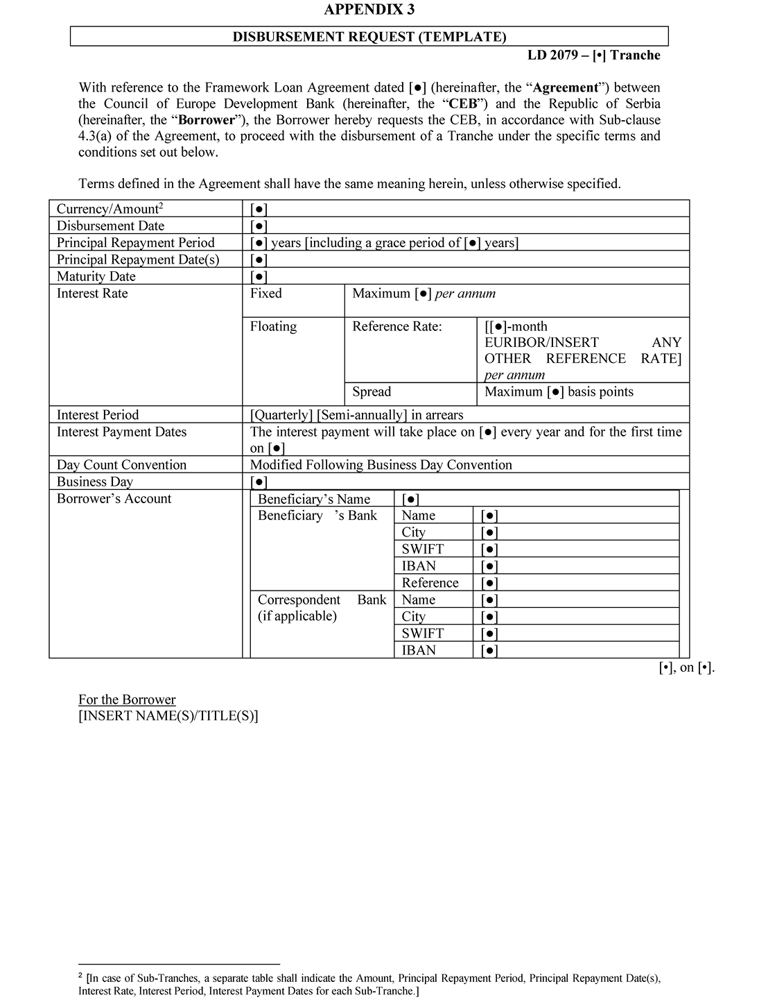 APPENDIX 3
DISBURSEMENT REQUEST (TEMPLATE)
LD 2079 – [•] Tranche
With reference to the Framework Loan Agreement dated [●] (hereinafter, the “Agreement”) between
the Council of Europe Development Bank (hereinafter, the “CEB”) and the Republic of Serbia
(hereinafter, the “Borrower”), the Borrower hereby requests the CEB, in accordance with Sub-clause
4.3(a) of the Agreement, to proceed with the disbursement of a Tranche under the specific terms and
conditions set out below.
Terms defined in the Agreement shall have the same meaning herein, unless otherwise specified.
Currency/Amount2 [●]
Disbursement Date [●]
Principal Repayment Period [●] years [including a grace period of [●] years]
Principal Repayment Date(s) [●]
Maturity Date [●]
Interest Rate Fixed Maximum [●] per annum
Floating Reference Rate: [[●]-month
EURIBOR/INSERT ANY
OTHER REFERENCE RATE]
per annum
Spread Maximum [●] basis points
Interest Period [Quarterly] [Semi-annually] in arrears
Interest Payment Dates The interest payment will take place on [●] every year and for the first time
on [●]
Day Count Convention Modified Following Business Day Convention
Business Day [●]
Borrower’s Account Beneficiary’s Name [●]
Beneficiary ’s Bank Name [●]
City [●]
SWIFT [●]
IBAN [●]
Reference [●]
Correspondent Bank Name [●]
(if applicable) City [●]
SWIFT [●]
IBAN [●]
[•], on [•].
For the Borrower
[INSERT NAME(S)/TITLE(S)]
2 [In case of Sub-Tranches, a separate table shall indicate the Amount, Principal Repayment Period, Principal Repayment Date(s),
Interest Rate, Interest Period, Interest Payment Dates for each Sub-Tranche.]